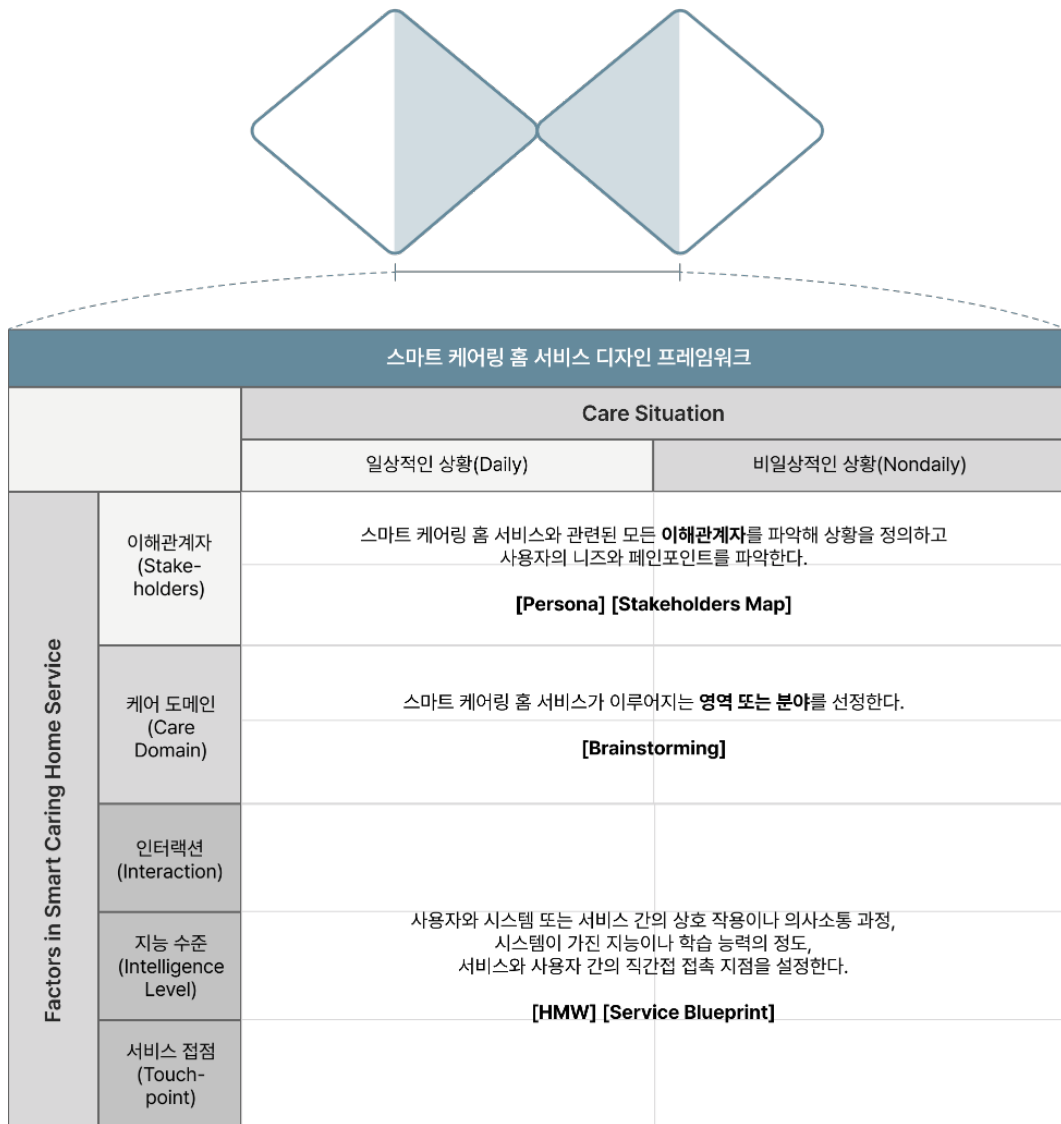 스마트 케어링 홈 서비스 디자인 프레임워크
Care Situation
일상적인 상황(Daily)
비일상적인 상황(Nondaily)
Factors in Smart Caring Home Service
이해관계자
(Stake-
holders)
스마트 케어링 홈 서비스와 관련된 모든 이해관계자를 파악해 상황을 정의하고
사용자의 니즈와 페인포인트를 파악한다.
[Persona] [Stakeholders Map]
케어 도메인
(Care
Domain)
스마트 케어링 홈 서비스가 이루어지는 영역 또는 분야를 선정한다.
[Brainstorming]
인터랙션
(Interaction)
지능 수준
(Intelligence
Level)
서비스 접점
(Touch-
point)
사용자와 시스템 또는 서비스 간의 상호 작용이나 의사소통 과정,
시스템이 가진 지능이나 학습 능력의 정도,
서비스와 사용자 간의 직간접 접촉 지점을 설정한다.
[HMW] [Service Blueprint]